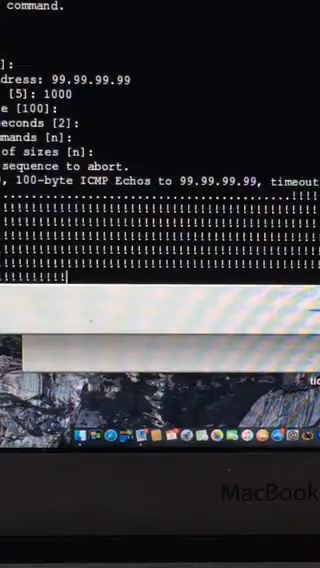 command.
]:
dress: 99.99.99.99
[5]: 1000
e [100]:
econds [2]:
mmands [n]:
of sizes [n]:
sequence to abort.
, 100-byte ICMP Echos to 99.99.99.99, timeout
MacBook